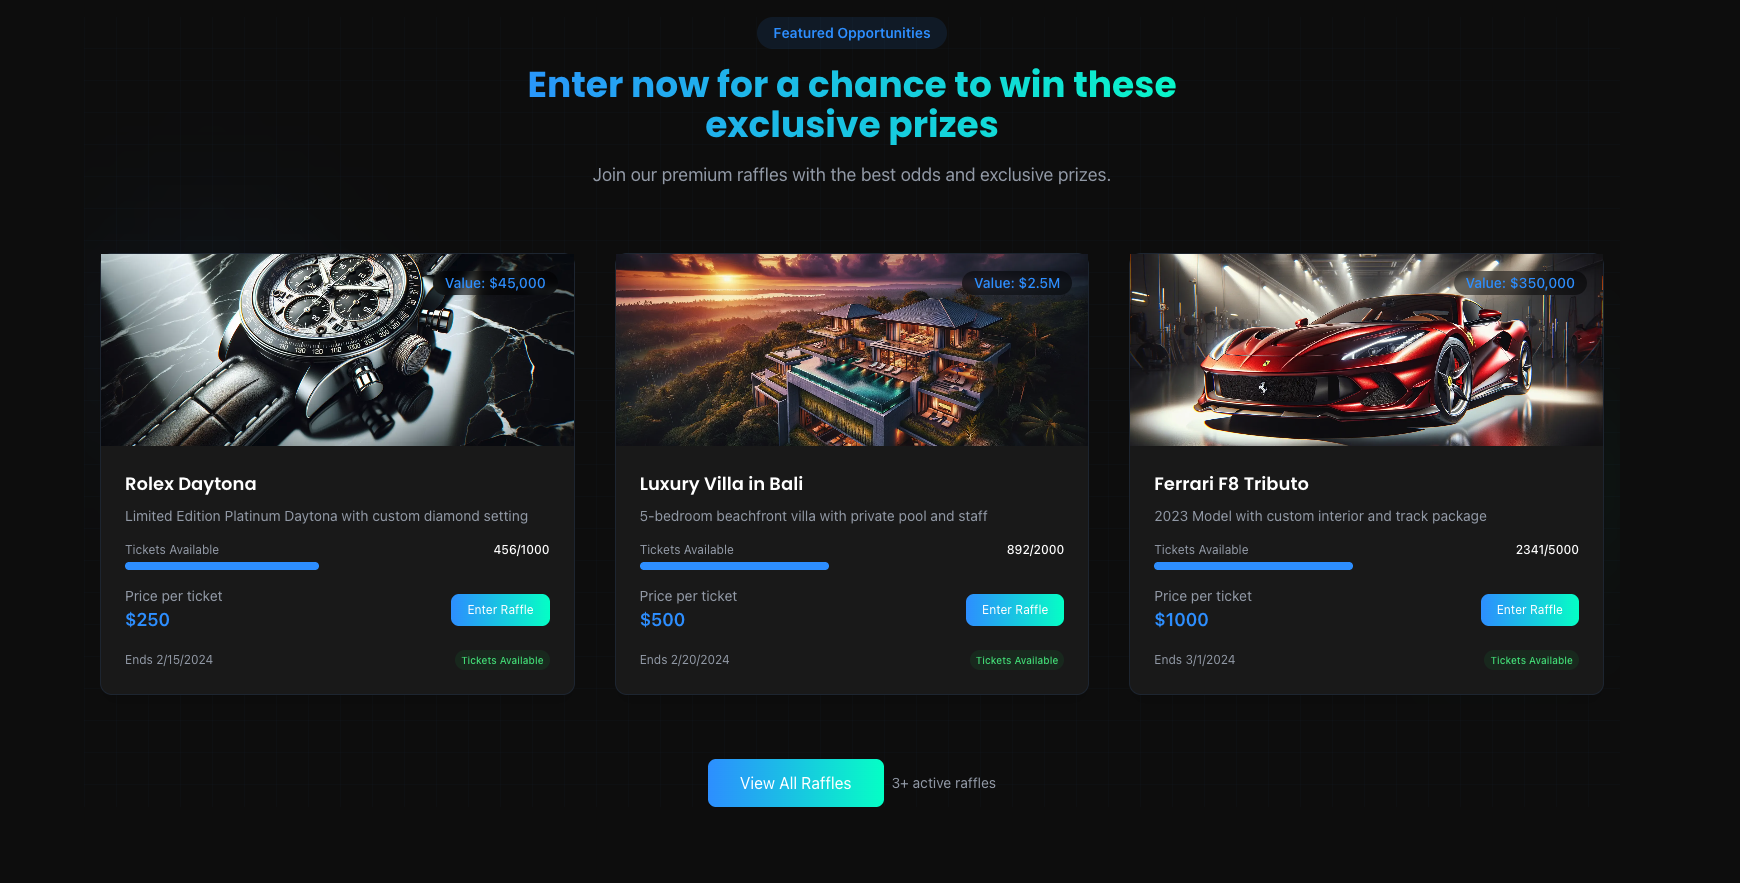 Featured Opportunities
Enter now for a chance to win these
exclusive prizes
Join our premium raffles with the best odds and exclusive prizes.
Value: $45,000
Rolex Daytona
Limited Edition Platinum Daytona with custom diamond setting
Tickets Available 456/1000
Price per ticket
$250
Enter Raffle
Ends 2/15/2024
Tickets Available
Value: $2.5M
Luxury Villa in Bali
5-bedroom beachfront villa with private pool and staff
Tickets Available 892/2000
Price per ticket
$500
Enter Raffle
Ends 2/20/2024
Tickets Available
Value: $350,000
Ferrari F8 Tributo
2023 Model with custom interior and track package
Tickets Available 2341/5000
Price per ticket
$1000
Enter Raffle
Ends 3/1/2024
Tickets Available
View All Raffles
3+ active raffles